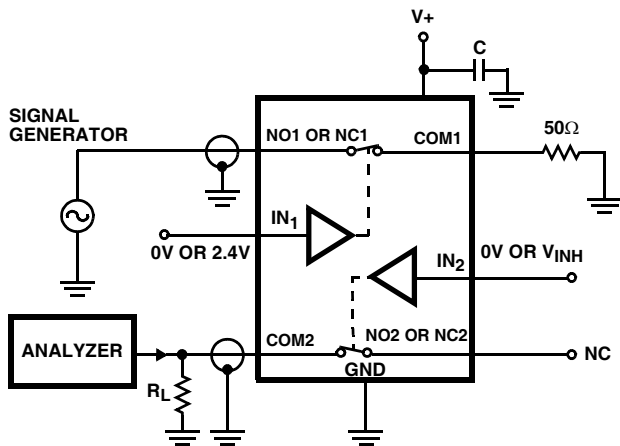 V+
C
SIGNAL
GENERATOR
NO1 OR NC1
COM1
50Ω
IN1
0V OR 2.4V
IN2
0V OR VINH
COM2
NO2 OR NC2
ANALYZER
NC
GND
RL